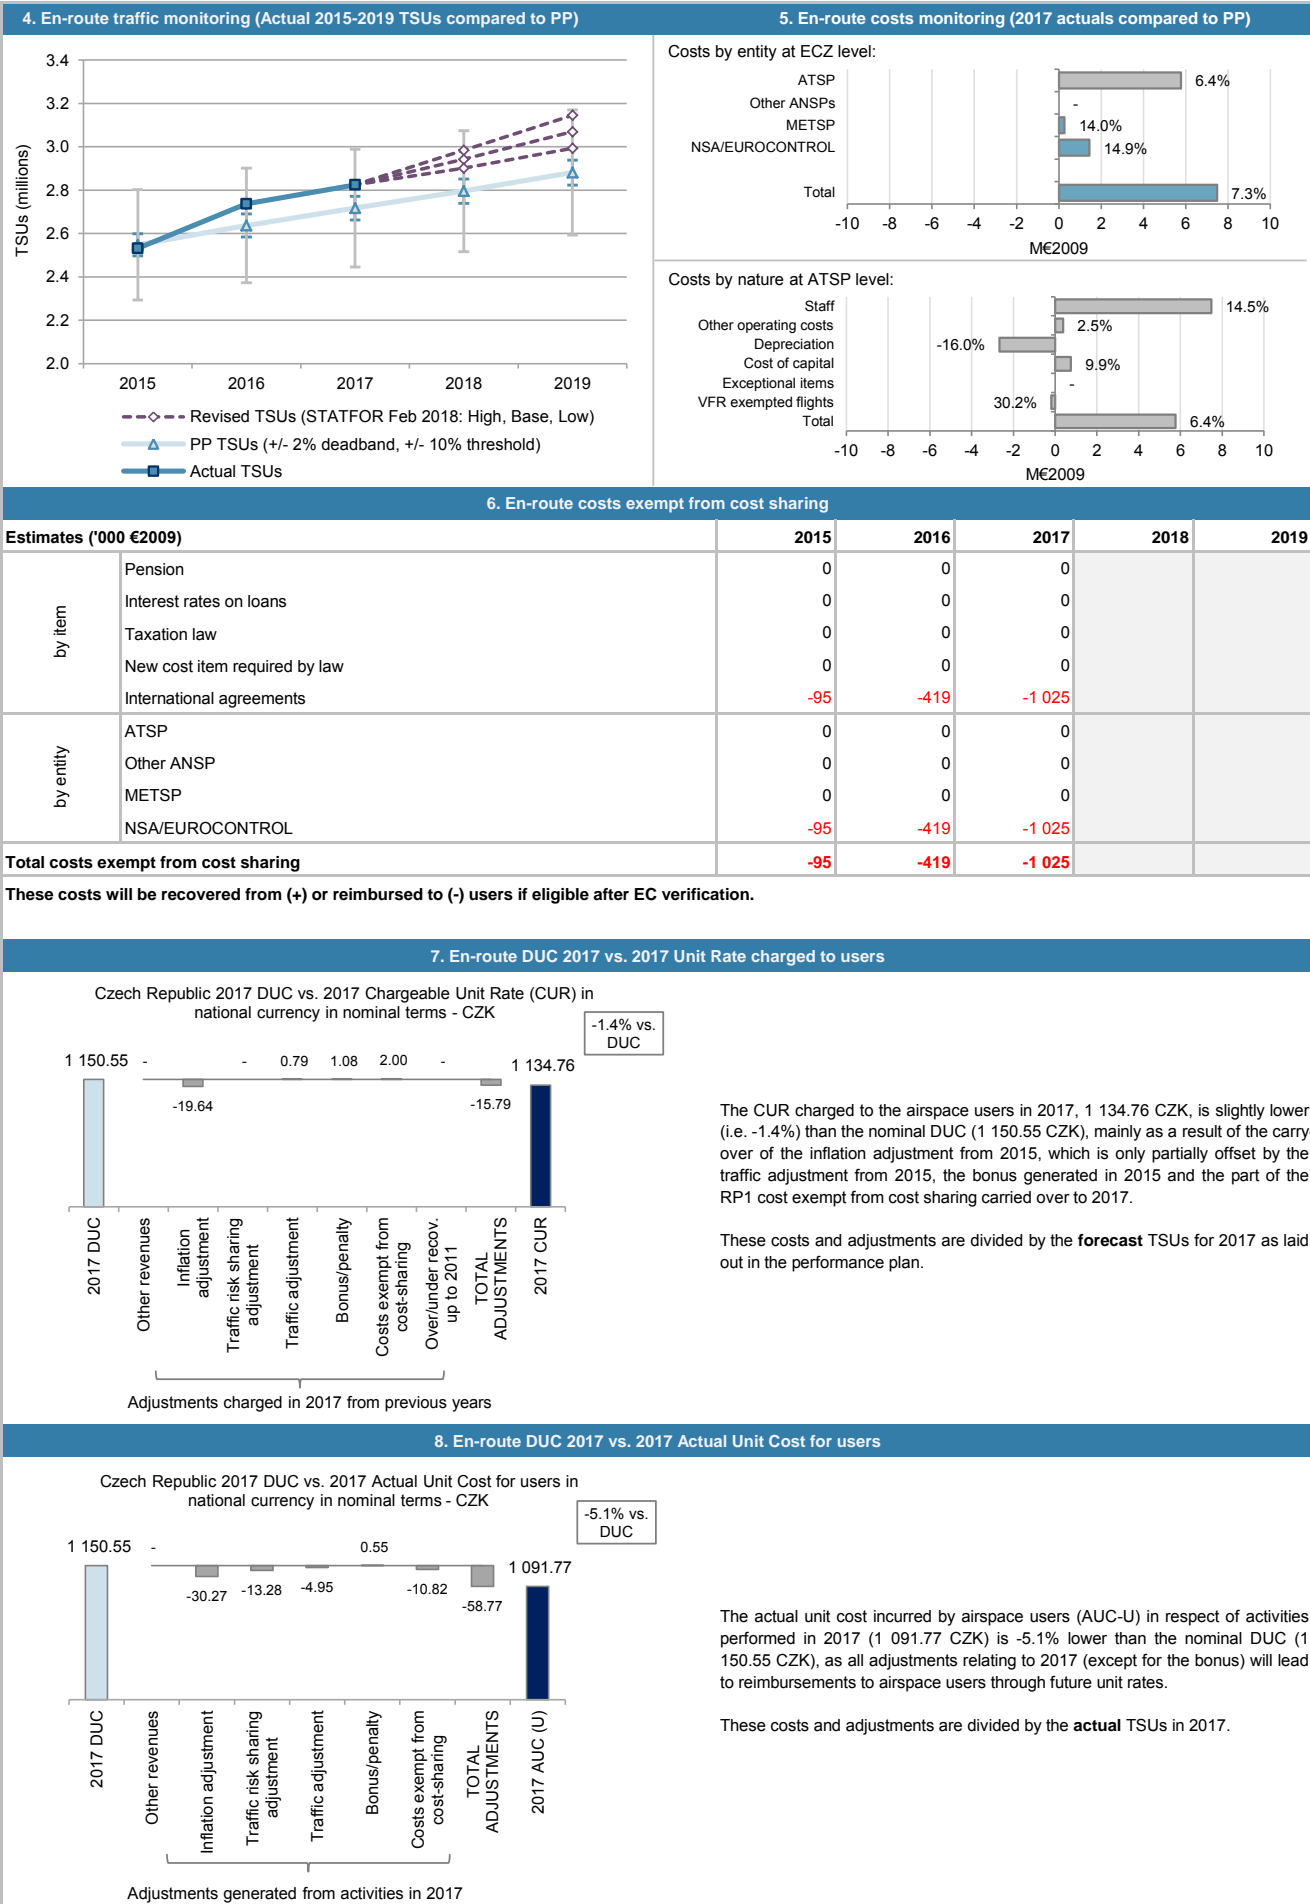 4. En-route traffic monitoring (Actual 2015-2019 TSUs compared to PP)
TSUs (millions)
3.4
3.2
3.0
2.8
2.6
2.4
2.2
2.0
2015 2016 2017 2018 2019
Revised TSUs (STATFOR Feb 2018: High, Base, Low)
PP TSUs (+/- 2% deadband, +/- 10% threshold)
Actual TSUs
5. En-route costs monitoring (2017 actuals compared to PP)
Costs by entity at ECZ level:
ATSP 6.4%
Other ANSPs -
METSP 14.0%
NSA/EUROCONTROL 14.9%
Total 7.3%
-10 -8 -6 -4 -2 0 2 4 6 8 10
M€2009
Costs by nature at ATSP level:
Staff 14.5%
Other operating costs 2.5%
Depreciation -16.0%
Cost of capital 9.9%
Exceptional items -
VFR exempted flights 30.2%
Total 6.4%
-10 -8 -6 -4 -2 0 2 4 6 8 10
M€2009
6. En-route costs exempt from cost sharing
Estimates ('000 €2009) 2015 2016 2017 2018 2019
by item
Pension 0 0 0
Interest rates on loans 0 0 0
Taxation law 0 0 0
New cost item required by law 0 0 0
International agreements -95 -419 -1 025
by entity
ATSP 0 0 0
Other ANSP 0 0 0
METSP 0 0 0
NSA/EUROCONTROL -95 -419 -1 025
Total costs exempt from cost sharing -95 -419 -1 025
These costs will be recovered from (+) or reimbursed to (-) users if eligible after EC verification.
7. En-route DUC 2017 vs. 2017 Unit Rate charged to users
Czech Republic 2017 DUC vs. 2017 Chargeable Unit Rate (CUR) in
national currency in nominal terms - CZK
-1.4% vs.
DUC
1 150.55 - -19.64 - 0.79 1.08 2.00 - -15.79 1 134.76
2017 DUC
Other revenues
Inflation
adjustment
Traffic risk sharing
adjustment
Traffic adjustment
Bonus/penalty
Costs exempt from
cost-sharing
Over/under recov.
up to 2011
TOTAL
ADJUSTMENTS
2017 CUR
Adjustments charged in 2017 from previous years
The CUR charged to the airspace users in 2017, 1 134.76 CZK, is slightly lower
(i.e. -1.4%) than the nominal DUC (1 150.55 CZK), mainly as a result of the carry-
over of the inflation adjustment from 2015, which is only partially offset by the
traffic adjustment from 2015, the bonus generated in 2015 and the part of the
RP1 cost exempt from cost sharing carried over to 2017.
These costs and adjustments are divided by the forecast TSUs for 2017 as laid
out in the performance plan.
8. En-route DUC 2017 vs. 2017 Actual Unit Cost for users
Czech Republic 2017 DUC vs. 2017 Actual Unit Cost for users in
national currency in nominal terms - CZK
-5.1% vs.
DUC
1 150.55 - -30.27 -13.28 -4.95 0.55 -10.82 -58.77 1 091.77
2017 DUC
Other revenues
Inflation adjustment
Traffic risk sharing
adjustment
Traffic adjustment
Bonus/penalty
Costs exempt from
cost-sharing
TOTAL
ADJUSTMENTS
2017 AUC (U)
Adjustments generated from activities in 2017
The actual unit cost incurred by airspace users (AUC-U) in respect of activities
performed in 2017 (1 091.77 CZK) is -5.1% lower than the nominal DUC (1
150.55 CZK), as all adjustments relating to 2017 (except for the bonus) will lead
to reimbursements to airspace users through future unit rates.
These costs and adjustments are divided by the actual TSUs in 2017.